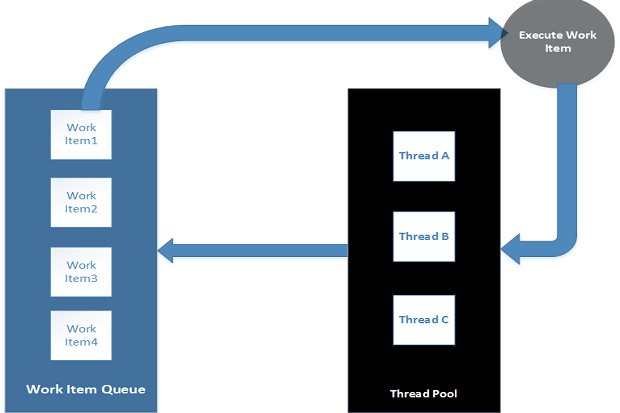 Execute Work
Item
Work
Item1
Work
Item2
Work
Item3
Work
Item4
Work Item Queue
Thread A
Thread B
Thread C
Thread Pool